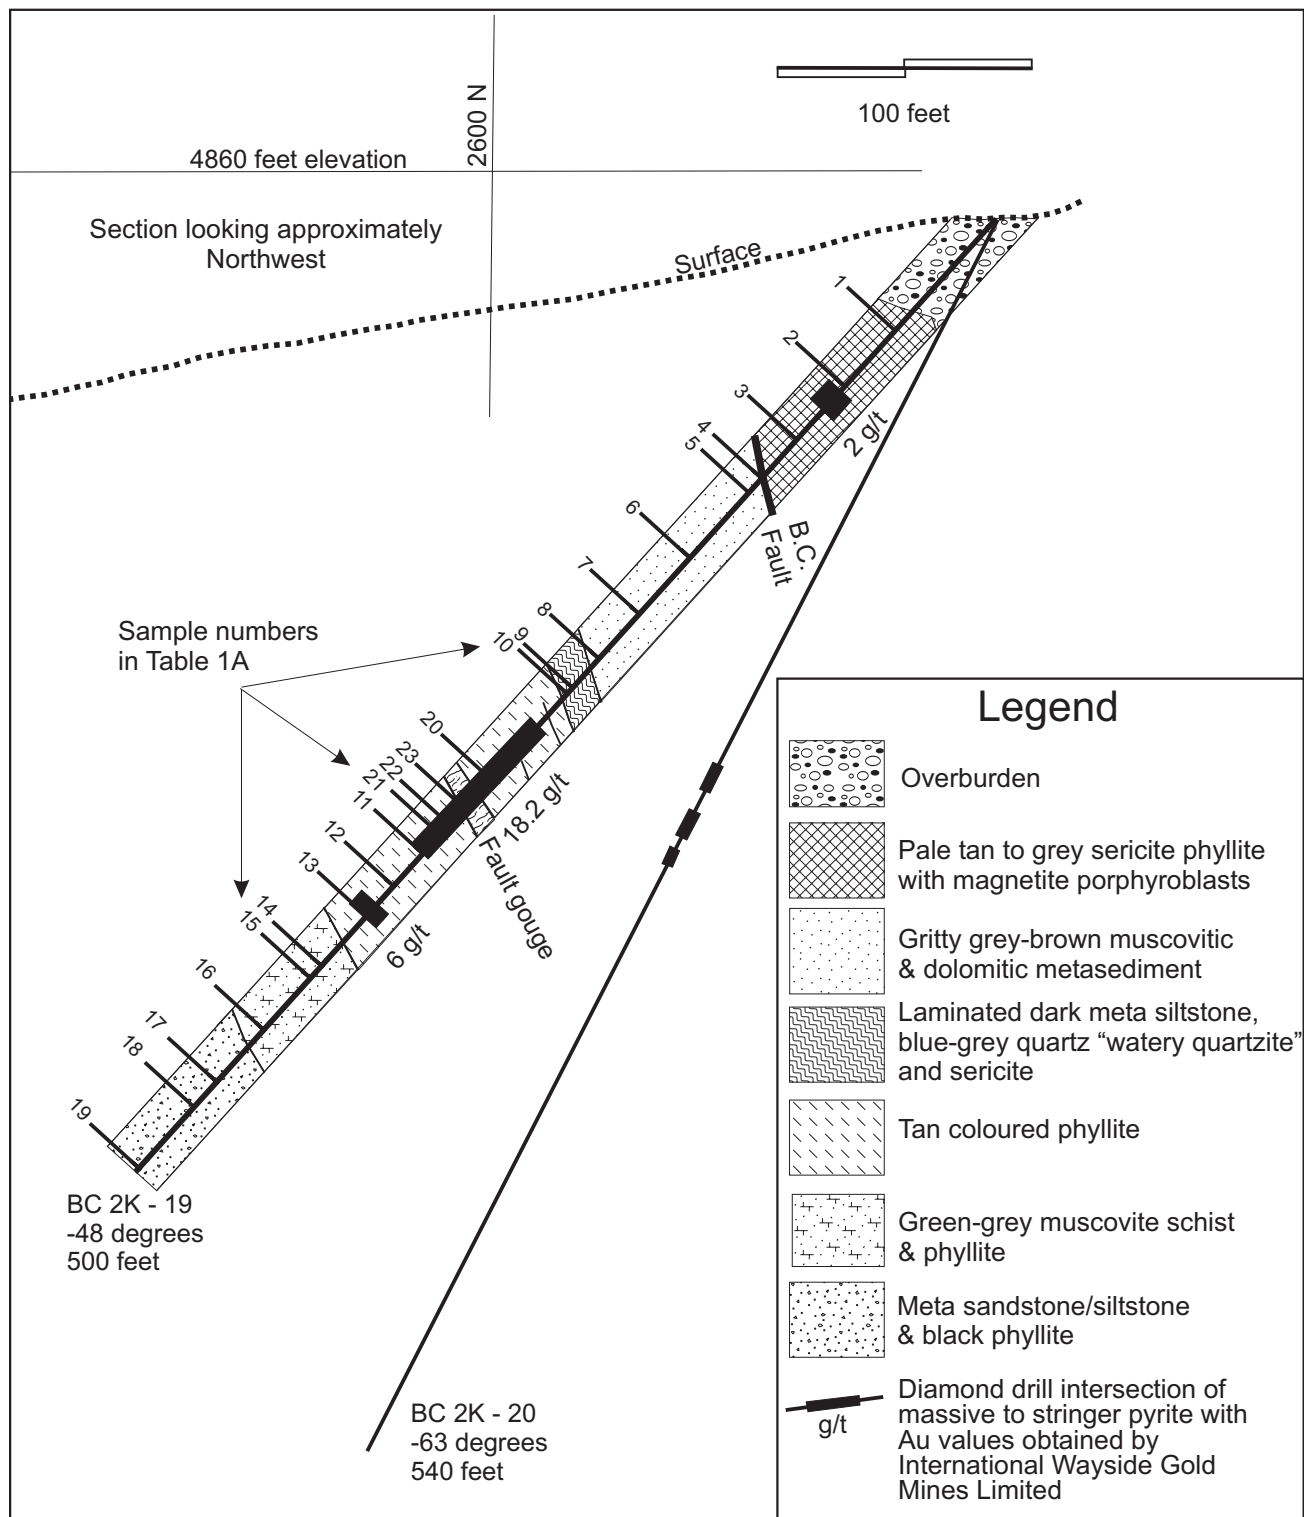 100 feet
2600 N
4860 feet elevation
Section looking approximately
Northwest
Surface
1
2
3
2 g/t
4
5
6
B.C.
Fault
7
8
9
10
Sample numbers
in Table 1A
20
23
22
21
11
18.2 g/t
Fault gouge
12
13
6 g/t
14
15
16
17
18
19
BC 2K - 19
-48 degrees
500 feet
BC 2K - 20
-63 degrees
540 feet
Legend
Overburden
Pale tan to grey sericite phyllite
with magnetite porphyroblasts
Gritty grey-brown muscovitic
& dolomitic metasediment
Laminated dark meta siltstone,
blue-grey quartz “watery quartzite”
and sericite
Tan coloured phyllite
Green-grey muscovite schist
& phyllite
Meta sandstone/siltstone
& black phyllite
g/t
Diamond drill intersection of
massive to stringer pyrite with
Au values obtained by
International Wayside Gold
Mines Limited